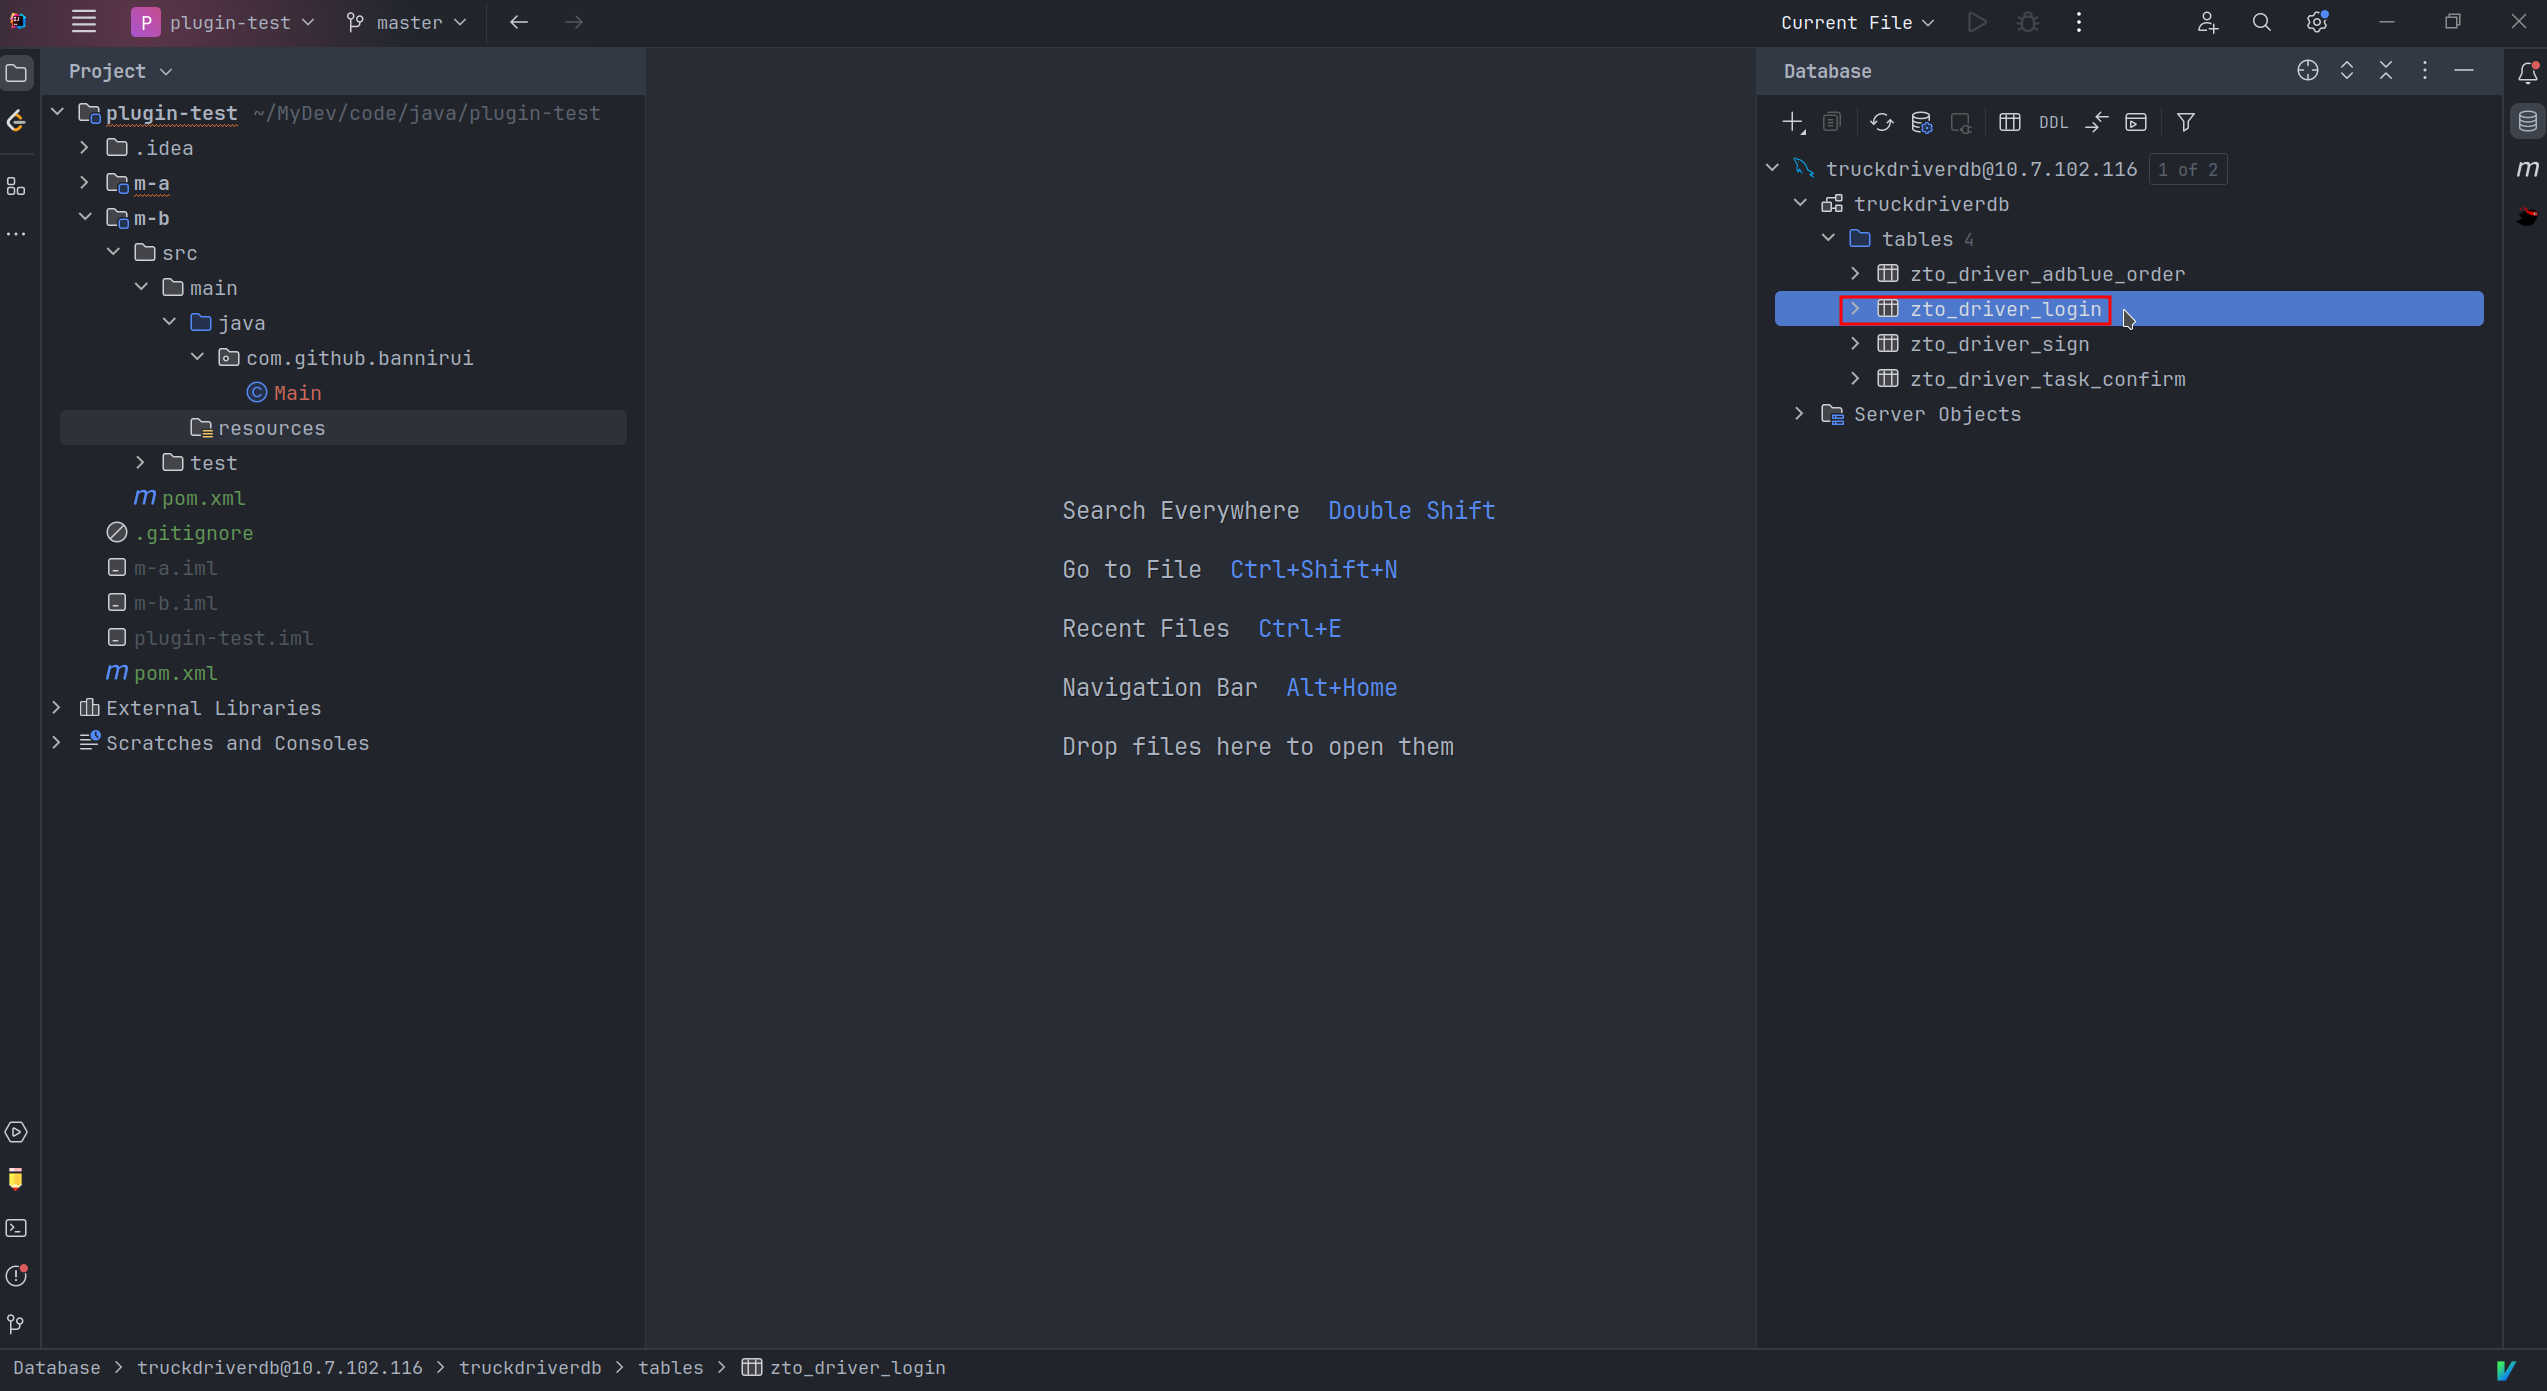 P plugin-test master Current File
Project
plugin-test ~/MyDev/code/java/plugin-test
.idea
m-a
m-b
src
main
java
com.github.bannirui
Main
resources
test
pom.xml
.gitignore
m-a.iml
m-b.iml
plugin-test.iml
pom.xml
External Libraries
Scratches and Consoles
Search Everywhere Double Shift
Go to File Ctrl+Shift+N
Recent Files Ctrl+E
Navigation Bar Alt+Home
Drop files here to open them
Database
DDL
truckdriverdb@10.7.102.116 1 of 2
truckdriverdb
tables 4
zto_driver_adblue_order
zto_driver_login
zto_driver_sign
zto_driver_task_confirm
Server Objects
Database > truckdriverdb@10.7.102.116 > truckdriverdb > tables > zto_driver_login